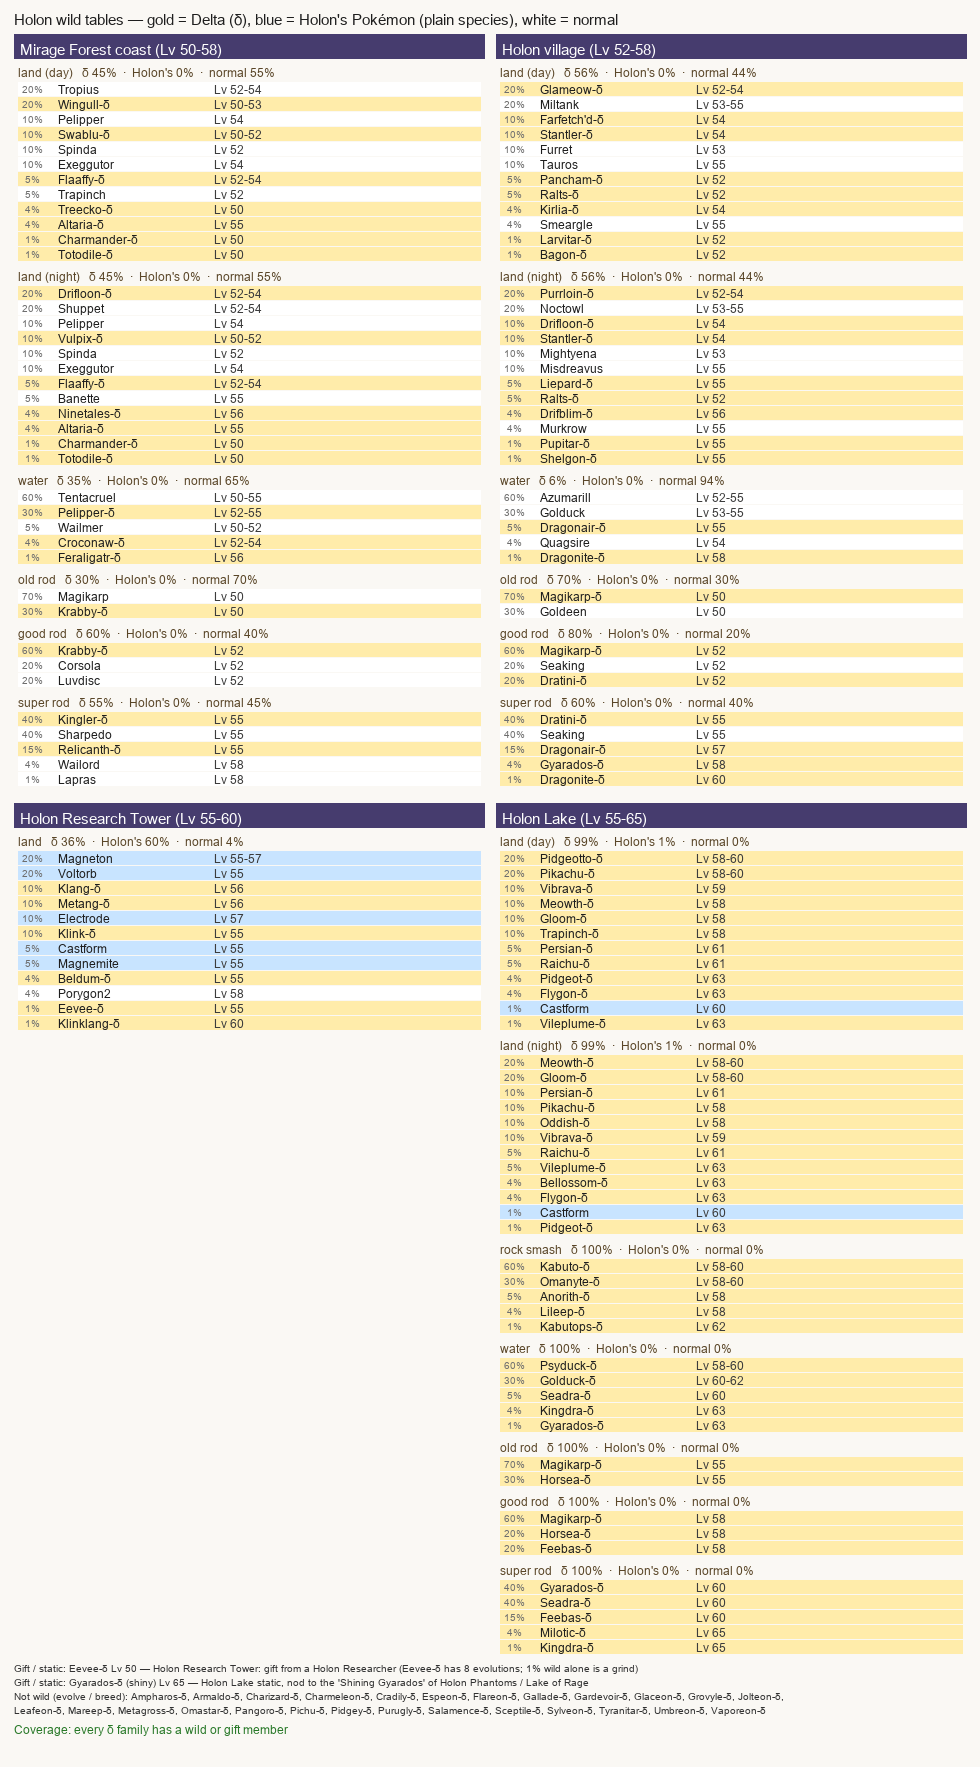 Holon wild tables — gold = Delta (δ), blue = Holon's Pokémon (plain species), white = normal
Mirage Forest coast (Lv 50-58)
land (day) δ 45% · Holon's 0% · normal 55%
20% Tropius Lv 52-54
20% Wingull-δ Lv 50-53
10% Pelipper Lv 54
10% Swablu-δ Lv 50-52
10% Spinda Lv 52
10% Exeggutor Lv 54
5% Flaaffy-δ Lv 52-54
5% Trapinch Lv 52
4% Treecko-δ Lv 50
4% Altaria-δ Lv 55
1% Charmander-δ Lv 50
1% Totodile-δ Lv 50
land (night) δ 45% · Holon's 0% · normal 55%
20% Drifloon-δ Lv 52-54
20% Shuppet Lv 52-54
10% Pelipper Lv 54
10% Vulpix-δ Lv 50-52
10% Spinda Lv 52
10% Exeggutor Lv 54
5% Flaaffy-δ Lv 52-54
5% Banette Lv 55
4% Ninetales-δ Lv 56
4% Altaria-δ Lv 55
1% Charmander-δ Lv 50
1% Totodile-δ Lv 50
water δ 35% · Holon's 0% · normal 65%
60% Tentacruel Lv 50-55
30% Pelipper-δ Lv 52-55
5% Wailmer Lv 50-52
4% Croconaw-δ Lv 52-54
1% Feraligatr-δ Lv 56
old rod δ 30% · Holon's 0% · normal 70%
70% Magikarp Lv 50
30% Krabby-δ Lv 50
good rod δ 60% · Holon's 0% · normal 40%
60% Krabby-δ Lv 52
20% Corsola Lv 52
20% Luvdisc Lv 52
super rod δ 55% · Holon's 0% · normal 45%
40% Kingler-δ Lv 55
40% Sharpedo Lv 55
15% Relicanth-δ Lv 55
4% Wailord Lv 58
1% Lapras Lv 58
Holon village (Lv 52-58)
land (day) δ 56% · Holon's 0% · normal 44%
20% Glameow-δ Lv 52-54
20% Miltank Lv 53-55
10% Farfetch'd-δ Lv 54
10% Stantler-δ Lv 54
10% Furret Lv 53
10% Tauros Lv 55
5% Pancham-δ Lv 52
5% Ralts-δ Lv 52
4% Kirlia-δ Lv 54
4% Smeargle Lv 55
1% Larvitar-δ Lv 52
1% Bagon-δ Lv 52
land (night) δ 56% · Holon's 0% · normal 44%
20% Purrloin-δ Lv 52-54
20% Noctowl Lv 53-55
10% Drifloon-δ Lv 54
10% Stantler-δ Lv 54
10% Mightyena Lv 53
10% Misdreavus Lv 55
5% Liepard-δ Lv 55
5% Ralts-δ Lv 52
4% Drifblim-δ Lv 56
4% Murkrow Lv 55
1% Pupitar-δ Lv 55
1% Shelgon-δ Lv 55
water δ 6% · Holon's 0% · normal 94%
60% Azumarill Lv 52-55
30% Golduck Lv 53-55
5% Dragonair-δ Lv 55
4% Quagsire Lv 54
1% Dragonite-δ Lv 58
old rod δ 70% · Holon's 0% · normal 30%
70% Magikarp-δ Lv 50
30% Goldeen Lv 50
good rod δ 80% · Holon's 0% · normal 20%
60% Magikarp-δ Lv 52
20% Seaking Lv 52
20% Dratini-δ Lv 52
super rod δ 60% · Holon's 0% · normal 40%
40% Dratini-δ Lv 55
40% Seaking Lv 55
15% Dragonair-δ Lv 57
4% Gyarados-δ Lv 58
1% Dragonite-δ Lv 60
Holon Research Tower (Lv 55-60)
land δ 36% · Holon's 60% · normal 4%
20% Magneton Lv 55-57
20% Voltorb Lv 55
10% Klang-δ Lv 56
10% Metang-δ Lv 56
10% Electrode Lv 57
10% Klink-δ Lv 55
5% Castform Lv 55
5% Magnemite Lv 55
4% Beldum-δ Lv 55
4% Porygon2 Lv 58
1% Eevee-δ Lv 55
1% Klinklang-δ Lv 60
Holon Lake (Lv 55-65)
land (day) δ 99% · Holon's 1% · normal 0%
20% Pidgeotto-δ Lv 58-60
20% Pikachu-δ Lv 58-60
10% Vibrava-δ Lv 59
10% Meowth-δ Lv 58
10% Gloom-δ Lv 58
10% Trapinch-δ Lv 58
5% Persian-δ Lv 61
5% Raichu-δ Lv 61
4% Pidgeot-δ Lv 63
4% Flygon-δ Lv 63
1% Castform Lv 60
1% Vileplume-δ Lv 63
land (night) δ 99% · Holon's 1% · normal 0%
20% Meowth-δ Lv 58-60
20% Gloom-δ Lv 58-60
10% Persian-δ Lv 61
10% Pikachu-δ Lv 58
10% Oddish-δ Lv 58
10% Vibrava-δ Lv 59
5% Raichu-δ Lv 61
5% Vileplume-δ Lv 63
4% Bellossom-δ Lv 63
4% Flygon-δ Lv 63
1% Castform Lv 60
1% Pidgeot-δ Lv 63
rock smash δ 100% · Holon's 0% · normal 0%
60% Kabuto-δ Lv 58-60
30% Omanyte-δ Lv 58-60
5% Anorith-δ Lv 58
4% Lileep-δ Lv 58
1% Kabutops-δ Lv 62
water δ 100% · Holon's 0% · normal 0%
60% Psyduck-δ Lv 58-60
30% Golduck-δ Lv 60-62
5% Seadra-δ Lv 60
4% Kingdra-δ Lv 63
1% Gyarados-δ Lv 63
old rod δ 100% · Holon's 0% · normal 0%
70% Magikarp-δ Lv 55
30% Horsea-δ Lv 55
good rod δ 100% · Holon's 0% · normal 0%
60% Magikarp-δ Lv 58
20% Horsea-δ Lv 58
20% Feebas-δ Lv 58
super rod δ 100% · Holon's 0% · normal 0%
40% Gyarados-δ Lv 60
40% Seadra-δ Lv 60
15% Feebas-δ Lv 60
4% Milotic-δ Lv 65
1% Kingdra-δ Lv 65
Gift / static: Eevee-δ Lv 50 — Holon Research Tower: gift from a Holon Researcher (Eevee-δ has 8 evolutions; 1% wild alone is a grind)
Gift / static: Gyarados-δ (shiny) Lv 65 — Holon Lake static, nod to the 'Shining Gyarados' of Holon Phantoms / Lake of Rage
Not wild (evolve / breed): Ampharos-δ, Armaldo-δ, Charizard-δ, Charmeleon-δ, Cradily-δ, Espeon-δ, Flareon-δ, Gallade-δ, Gardevoir-δ, Glaceon-δ, Grovyle-δ, Jolteon-δ,
Leafeon-δ, Mareep-δ, Metagross-δ, Omastar-δ, Pangoro-δ, Pichu-δ, Pidgey-δ, Purugly-δ, Salamence-δ, Sceptile-δ, Sylveon-δ, Tyranitar-δ, Umbreon-δ, Vaporeon-δ
Coverage: every δ family has a wild or gift member